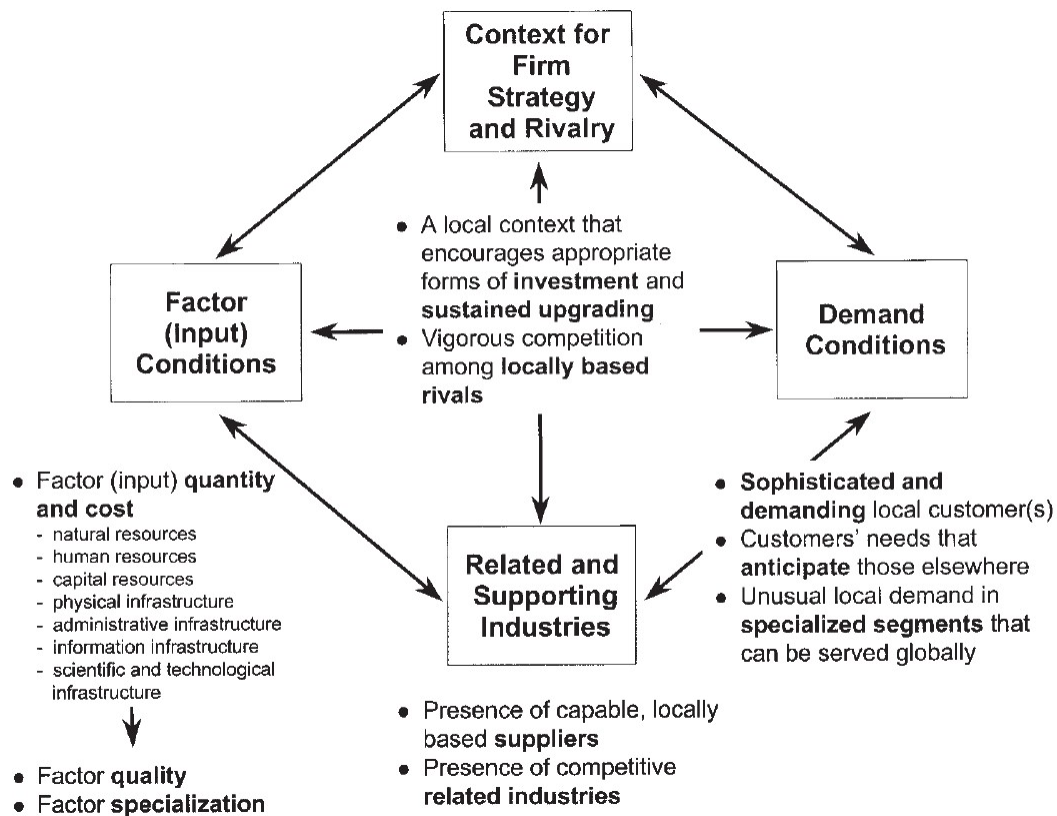 Context for
Firm
Strategy
and Rivalry
● A local context that
encourages appropriate
forms of investment and
sustained upgrading
● Vigorous competition
among locally based
rivals
Factor
(Input)
Conditions
Demand
Conditions
● Factor (input) quantity
and cost
- natural resources
- human resources
- capital resources
- physical infrastructure
- administrative infrastructure
- information infrastructure
- scientific and technological
infrastructure
● Factor quality
● Factor specialization
Related and
Supporting
Industries
● Presence of capable, locally
based suppliers
● Presence of competitive
related industries
● Sophisticated and
demanding local customer(s)
● Customers' needs that
anticipate those elsewhere
● Unusual local demand in
specialized segments that
can be served globally